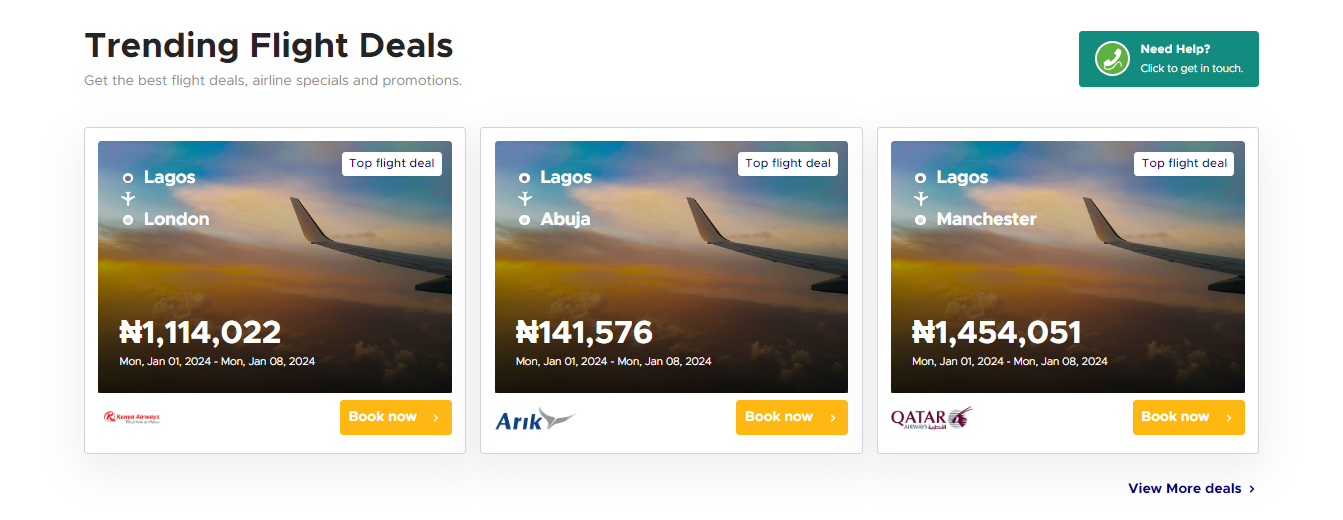 Trending Flight Deals
Get the best flight deals, airline specials and promotions.
Need Help?
Click to get in touch.
Top flight deal
Lagos
London
₦1,114,022
Mon, Jan 01, 2024 - Mon, Jan 08, 2024
Kenya Airways
Book now
Top flight deal
Lagos
Abuja
₦141,576
Mon, Jan 01, 2024 - Mon, Jan 08, 2024
Arık
Book now
Top flight deal
Lagos
Manchester
₦1,454,051
Mon, Jan 01, 2024 - Mon, Jan 08, 2024
QATAR
AIRWAYS القطرية
Book now
View More deals